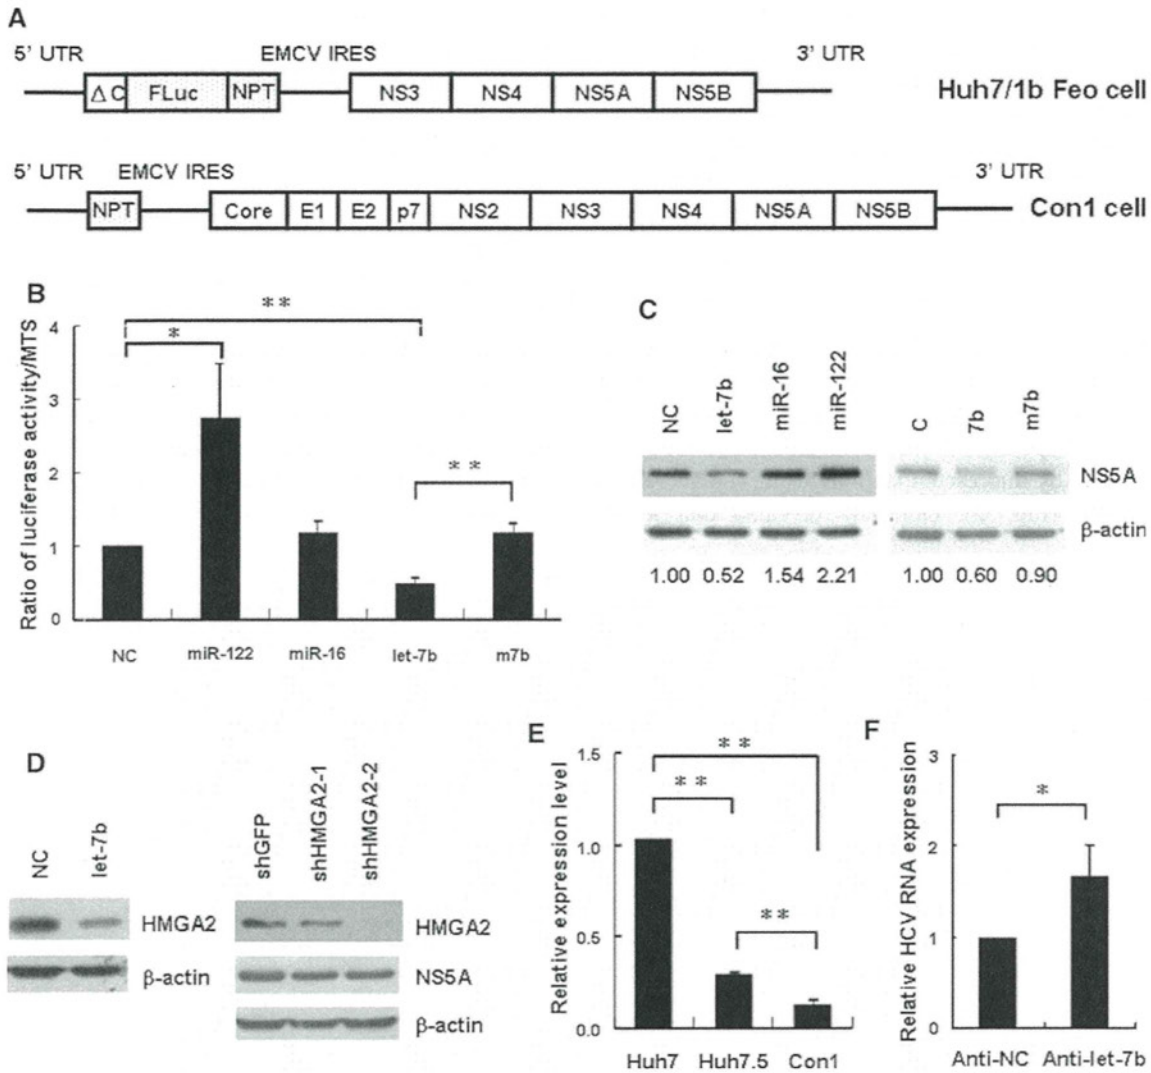 A
5' UTR EMCV IRES 3' UTR
ΔC FLuc NPT NS3 NS4 NS5A NS5B Huh7/1b Feo cell
5' UTR EMCV IRES 3' UTR
NPT Core E1 E2 p7 NS2 NS3 NS4 NS5A NS5B Con1 cell
B
Ratio of luciferase activity/MTS
4
3
2
1
0
**
*
**
NC miR-122 miR-16 let-7b m7b
C
NC let-7b miR-16 miR-122 C 7b m7b
NS5A
β-actin
1.00 0.52 1.54 2.21 1.00 0.60 0.90
D
NC let-7b
HMGA2
β-actin
shGFP shHMGA2-1 shHMGA2-2
HMGA2
NS5A
β-actin
E
Relative expression level
1.5
1.0
0.5
0.0
**
**
**
Huh7 Huh7.5 Con1
F
Relative HCV RNA expression
3
2
1
0
*
Anti-NC Anti-let-7b